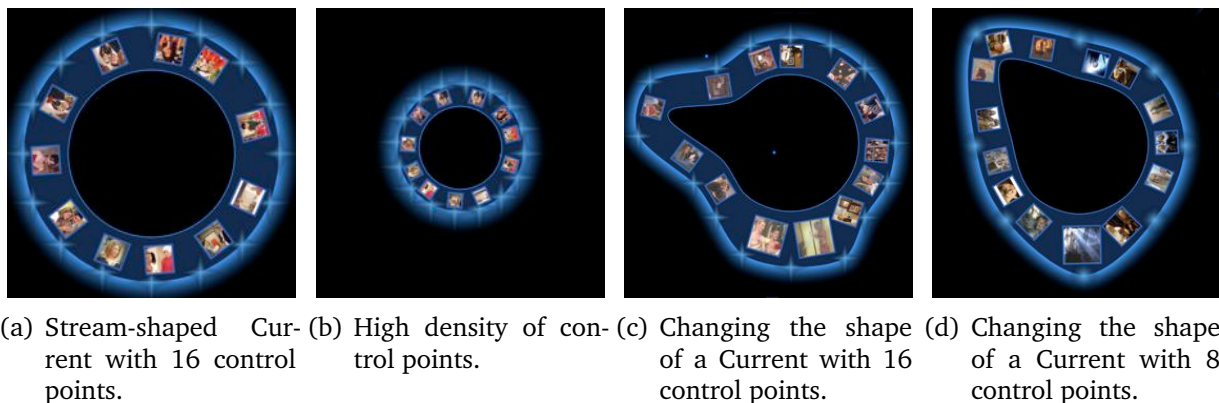 (a) Stream-shaped Cur-
rent with 16 control
points.
(b) High density of con-
trol points.
(c) Changing the shape
of a Current with 16
control points.
(d) Changing the shape
of a Current with 8
control points.